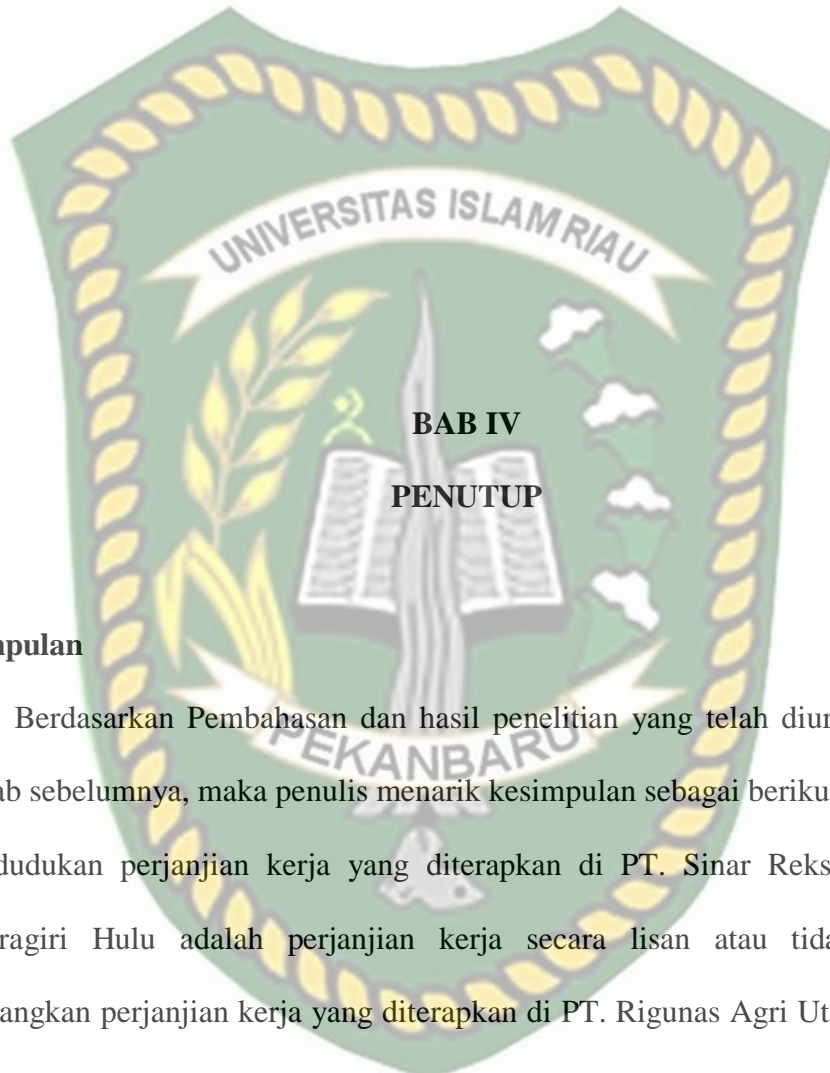 UNIVERSITAS ISLAM RIAU
BAB IV
PENUTUP
mpulan
Berdasarkan Pembahasan dan hasil penelitian yang telah diur
ab sebelumnya, maka penulis menarik kesimpulan sebagai beriku
dudukan perjanjian kerja yang diterapkan di PT. Sinar Reks
ragiri Hulu adalah perjanjian kerja secara lisan atau tida
angkan perjanjian kerja yang diterapkan di PT. Rigunas Agri Ut
PEKANBARU